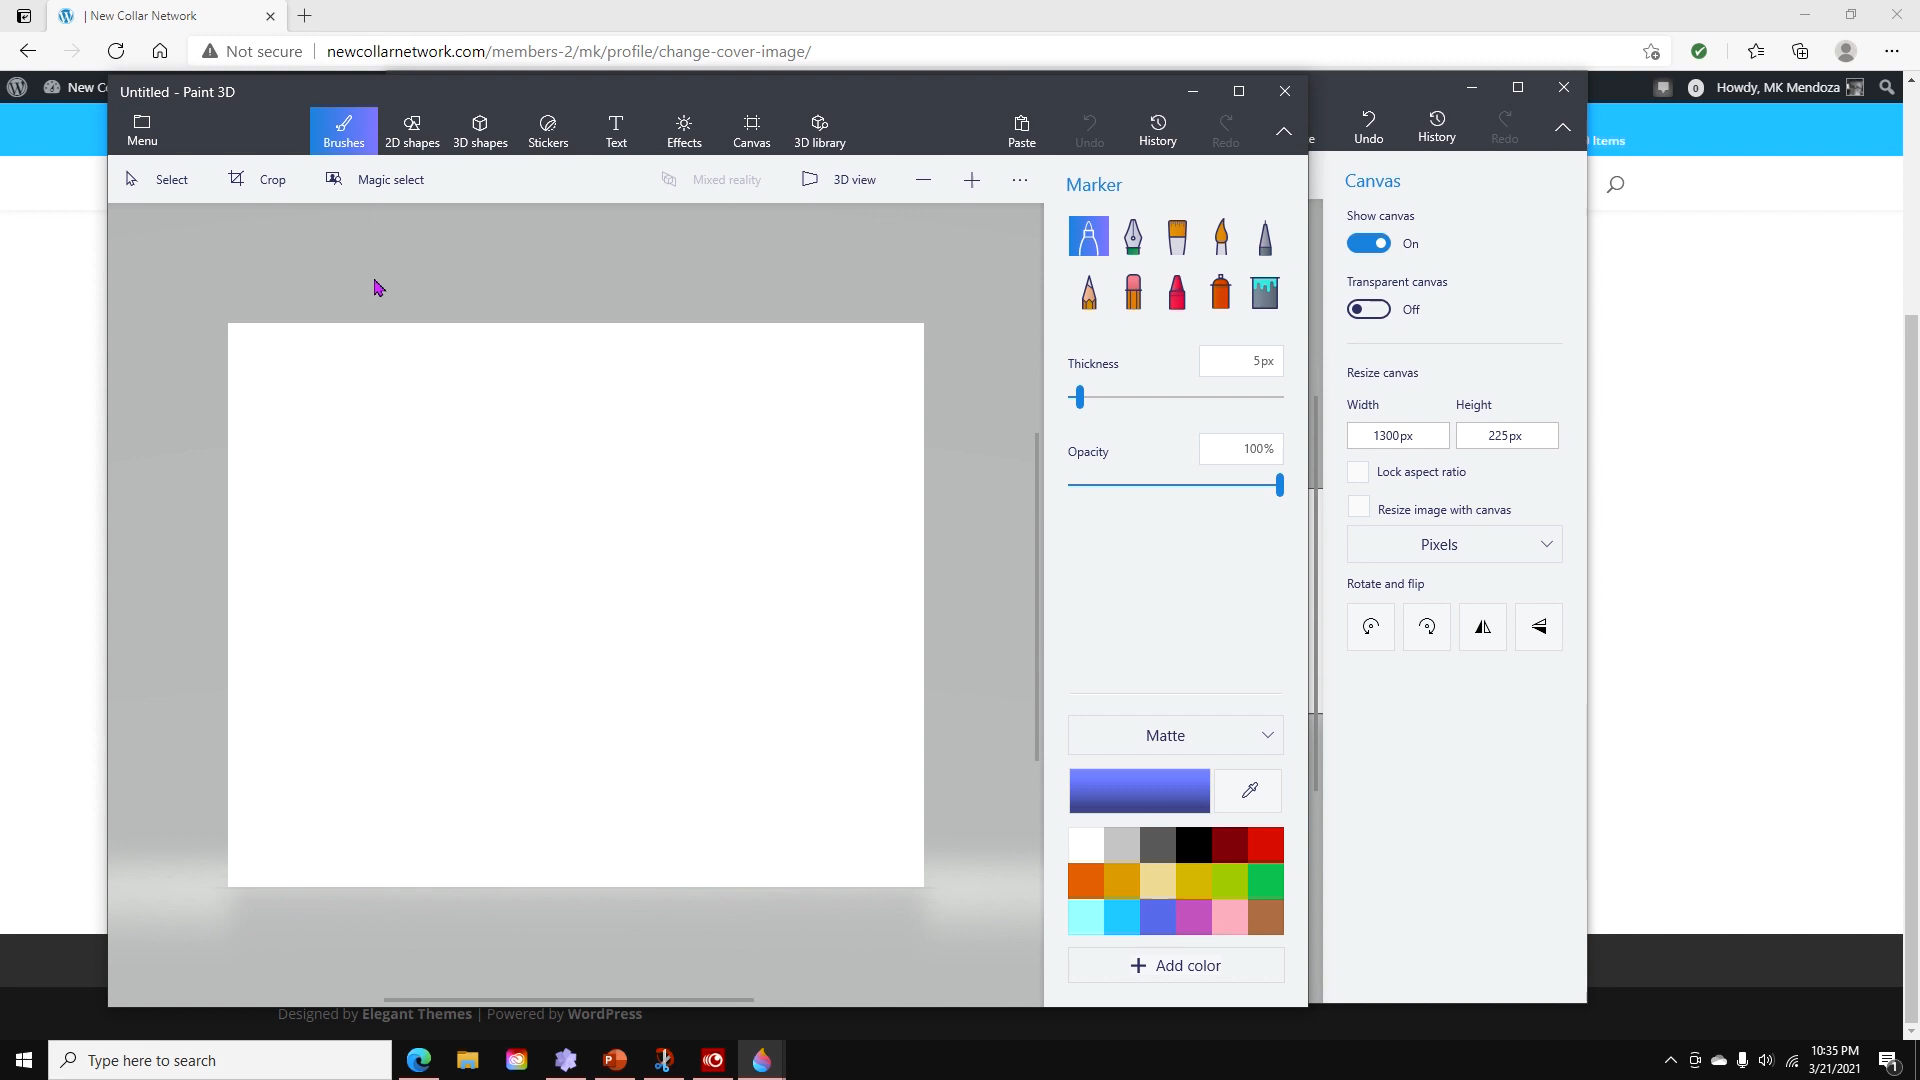 | New Collar Network
Not secure
newcollarnetwork.com/members-2/mk/profile/change-cover-image/
New Co
0
Howdy, MK Mendoza
Items
Untitled - Paint 3D
Menu
Brushes
2D shapes
3D shapes
Stickers
Text
Effects
Canvas
3D library
Paste
Undo
History
Redo
e
Undo
History
Redo
Select
Crop
Magic select
Mixed reality
3D view
Marker
Canvas
Show canvas
On
Transparent canvas
Off
Thickness
5px
Resize canvas
Width
Height
1300px
225px
Opacity
100%
Lock aspect ratio
Resize image with canvas
Pixels
Rotate and flip
Matte
Add color
Designed by Elegant Themes | Powered by WordPress
Type here to search
10:35 PM
3/21/2021
1